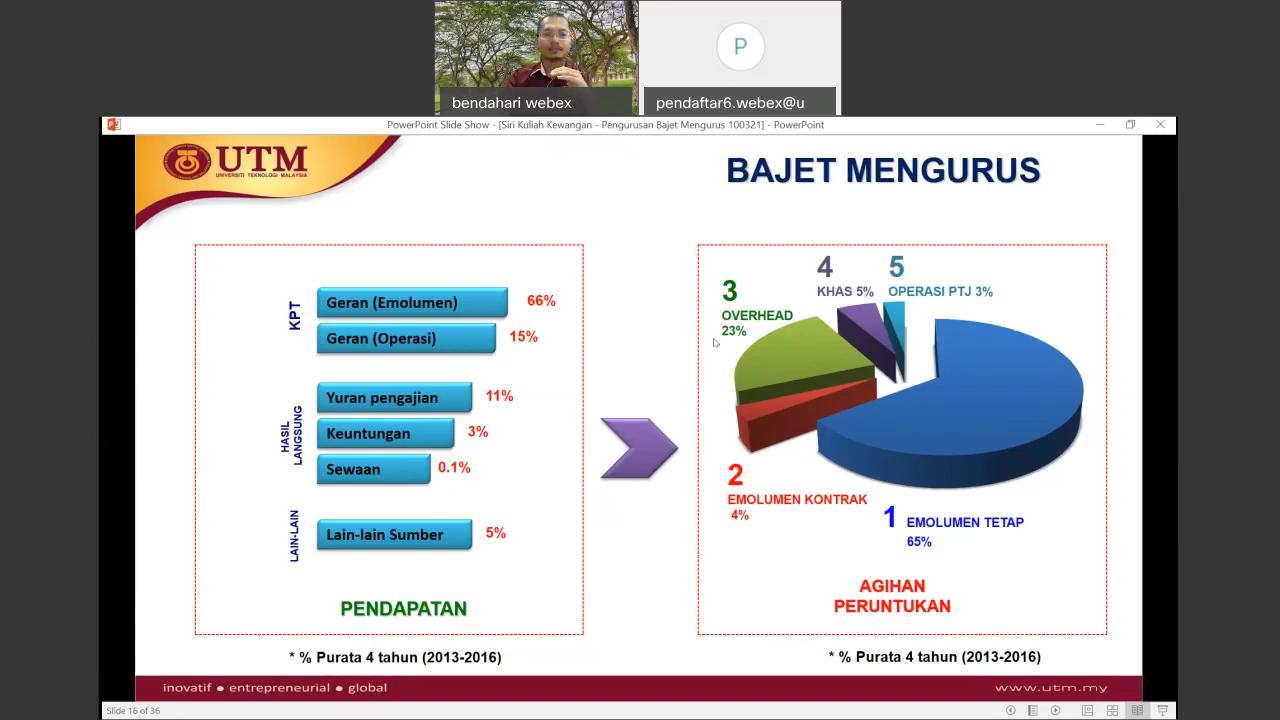 P
bendahari webex
pendaftar6.webex@u
PowerPoint Slide Show - [Siri Kuliah Kewangan - Pengurusan Bajet Mengurus 100321] - PowerPoint
UTM
UNIVERSITI TEKNOLOGI MALAYSIA
BAJET MENGURUS
KPT
Geran (Emolumen) 66%
Geran (Operasi) 15%
HASIL
LANGSUNG
Yuran pengajian 11%
Keuntungan 3%
Sewaan 0.1%
LAIN-LAIN
Lain-lain Sumber 5%
PENDAPATAN
* % Purata 4 tahun (2013-2016)
3
OVERHEAD
23%
4
KHAS 5%
5
OPERASI PTJ 3%
2
EMOLUMEN KONTRAK
4%
1 EMOLUMEN TETAP
65%
AGIHAN
PERUNTUKAN
* % Purata 4 tahun (2013-2016)
inovatif ● entrepreneurial ● global
www.utm.my
Slide 16 of 36